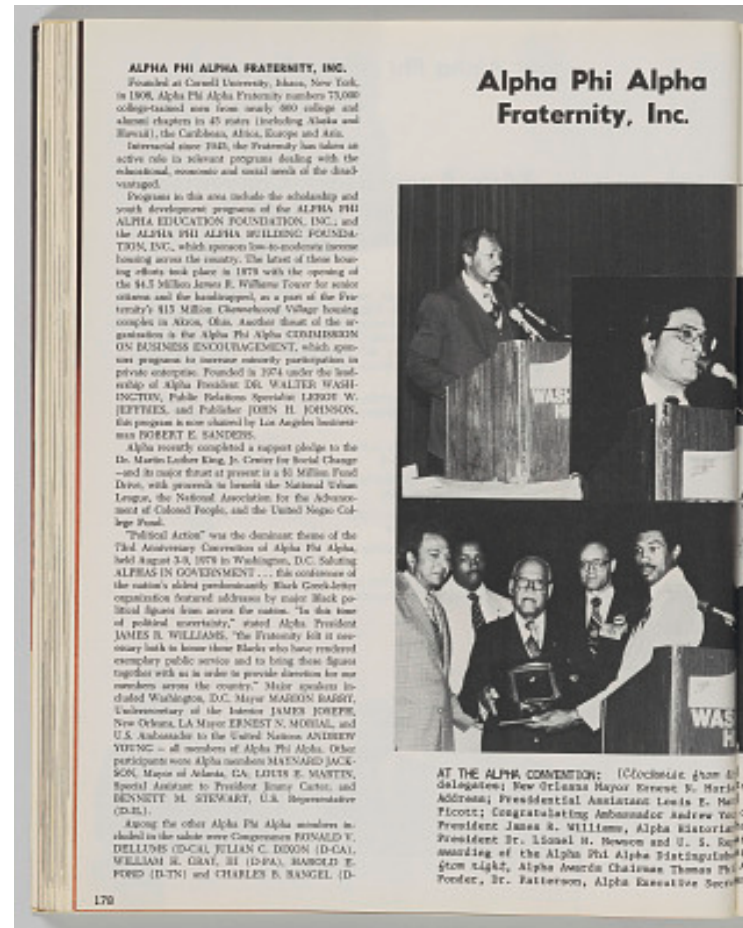 ALPHA PHI ALPHA FRATERNITY, INC.
Founded at Cornell University, Ithaca, New York,
in 1906, Alpha Phi Alpha Fraternity numbers 75,000
college-trained men from nearly 600 college and
alumni chapters in 45 states (including Alaska and
Hawaii), the Caribbean, Africa, Europe and Asia.
Interracial since 1945, the Fraternity has taken an
active role in relevant programs dealing with the
educational, economic and social needs of the disad-
vantaged.
Programs in this area include the scholarship and
youth development programs of the ALPHA PHI
ALPHA EDUCATION FOUNDATION, INC.; and
the ALPHA PHI ALPHA BUILDING FOUNDA-
TION, INC., which sponsors low-to-moderate income
housing across the country. The latest of these hous-
ing efforts took place in 1979 with the opening of
the $4.5 Million James R. Williams Tower for senior
citizens and the handicapped, as a part of the Fra-
ternity's $13 Million Channelwood Village housing
complex in Akron, Ohio. Another thrust of the or-
ganization is the Alpha Phi Alpha COMMISSION
ON BUSINESS ENCOURAGEMENT, which spon-
sors programs to increase minority participation in
private enterprise. Founded in 1974 under the lead-
ership of Alpha President DR. WALTER WASH-
INGTON, Public Relations Specialist LEROY W.
JEFFRIES, and Publisher JOHN H. JOHNSON,
this program is now chaired by Los Angeles business-
man ROBERT E. SANDERS.
Alpha recently completed a support pledge to the
Dr. Martin Luther King, Jr. Center for Social Change
—and its major thrust at present is a $1 Million Fund
Drive, with proceeds to benefit the National Urban
League, the National Association for the Advance-
ment of Colored People, and the United Negro Col-
lege Fund.
"Political Action" was the dominant theme of the
73rd Anniversary Convention of Alpha Phi Alpha,
held August 3-9, 1979 in Washington, D.C. Saluting
ALPHAS IN GOVERNMENT . . . this conference of
the nation's oldest predominantly Black Greek-letter
organization featured addresses by major Black po-
litical figures from across the nation. "In this time
of political uncertainty," stated Alpha President
JAMES R. WILLIAMS, "the Fraternity felt it nec-
essary both to honor those Blacks who have rendered
exemplary public service and to bring these figures
together with us in order to provide direction for our
members across the country." Major speakers in-
cluded Washington, D.C. Mayor MARION BARRY,
Undersecretary of the Interior JAMES JOSEPH,
New Orleans, LA Mayor ERNEST N. MORIAL, and
U.S. Ambassador to the United Nations ANDREW
YOUNG — all members of Alpha Phi Alpha. Other
participants were Alpha members MAYNARD JACK-
SON, Mayor of Atlanta, GA; LOUIS E. MARTIN,
Special Assistant to President Jimmy Carter, and
BENNETT M. STEWART, U.S. Representative
(D-IL).
Among the other Alpha Phi Alpha members in-
cluded in the salute were Congressmen RONALD V.
DELLUMS (D-CA), JULIAN C. DIXON (D-CA),
WILLIAM H. GRAY, III (D-PA), HAROLD E.
FORD (D-TN) and CHARLES B. RANGEL (D-
178
Alpha Phi Alpha
Fraternity, Inc.
WASH
H
WAS
H
AT THE ALPHA CONVENTION: (Clockwise from
delegates; New Orleans Mayor Ernest N.
Address; Presidential Assistant Louis E.
Picott; Congratulating Ambassador Andrew
President James R. Williams, Alpha
President Dr. Lionel H. Newsom and U. S.
awarding of the Alpha Phi Alpha
from right, Alpha Awards Chairman Thomas
Ponder, Dr. Patterson, Alpha Executive